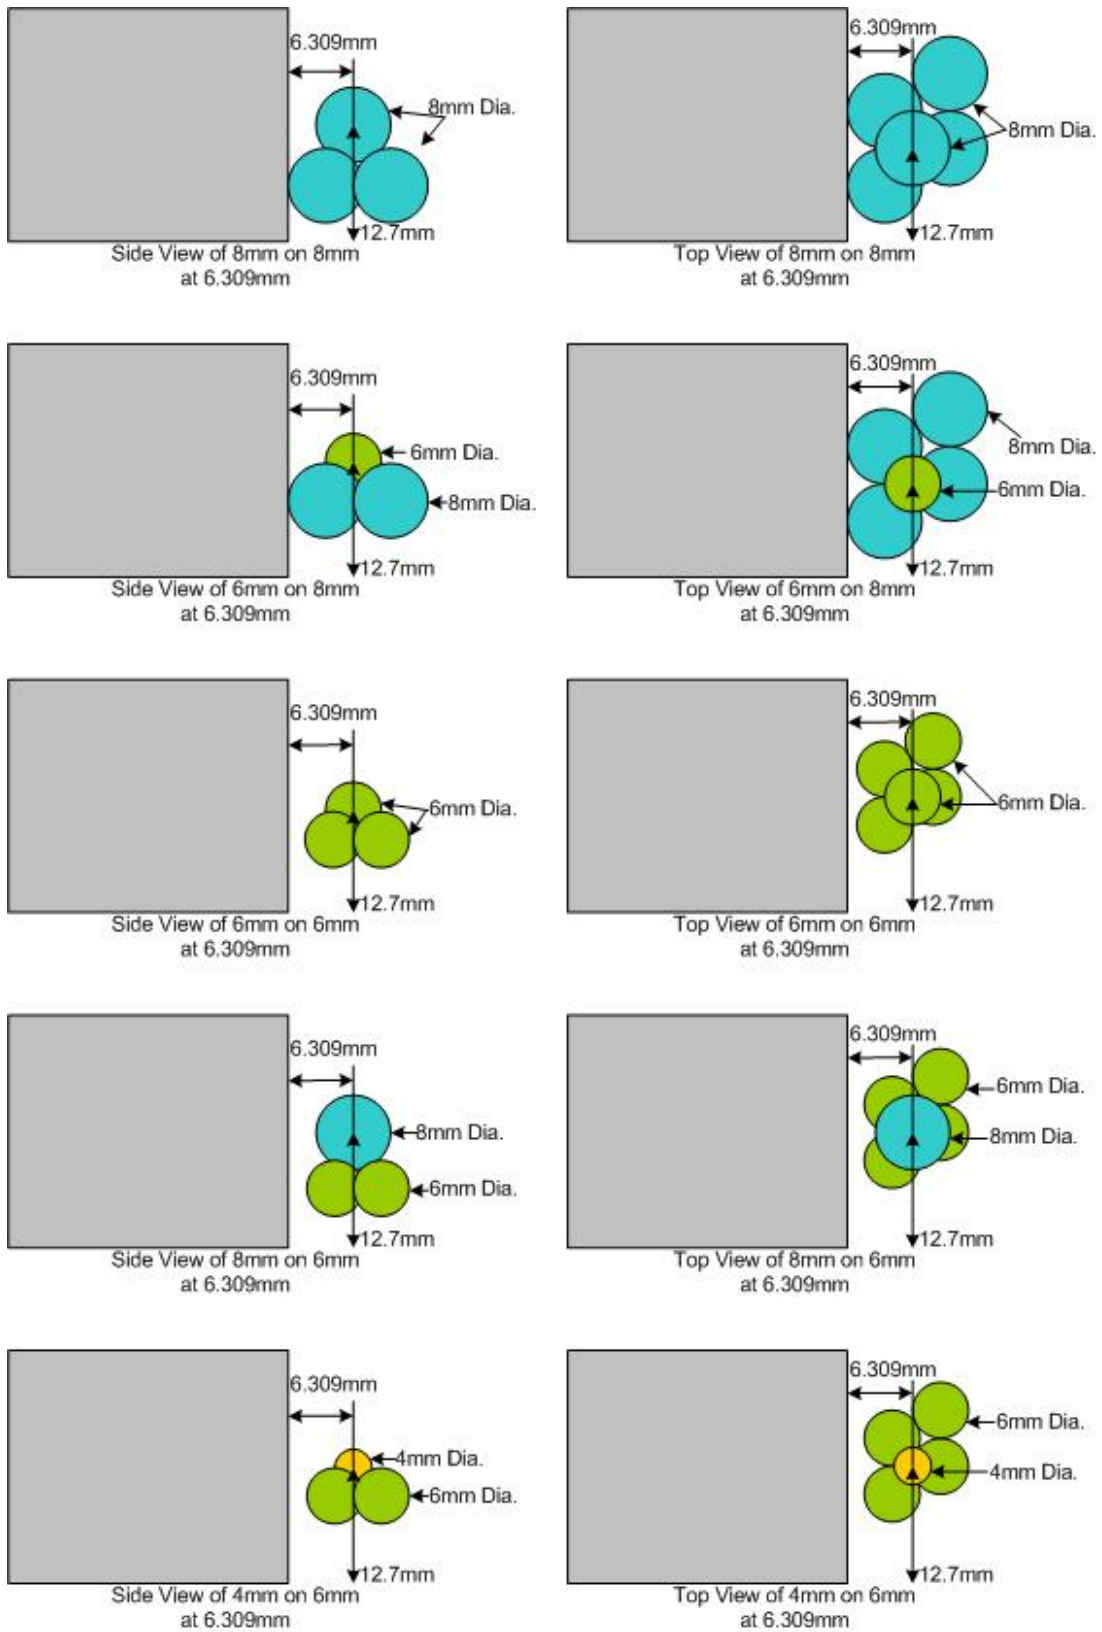 6.309mm
8mm Dia.
12.7mm
Side View of 8mm on 8mm
at 6.309mm
6.309mm
8mm Dia.
12.7mm
Top View of 8mm on 8mm
at 6.309mm
6.309mm
6mm Dia.
8mm Dia.
12.7mm
Side View of 6mm on 8mm
at 6.309mm
6.309mm
8mm Dia.
6mm Dia.
12.7mm
Top View of 6mm on 8mm
at 6.309mm
6.309mm
6mm Dia.
12.7mm
Side View of 6mm on 6mm
at 6.309mm
6.309mm
6mm Dia.
12.7mm
Top View of 6mm on 6mm
at 6.309mm
6.309mm
8mm Dia.
6mm Dia.
12.7mm
Side View of 8mm on 6mm
at 6.309mm
6.309mm
6mm Dia.
8mm Dia.
12.7mm
Top View of 8mm on 6mm
at 6.309mm
6.309mm
4mm Dia.
6mm Dia.
12.7mm
Side View of 4mm on 6mm
at 6.309mm
6.309mm
6mm Dia.
4mm Dia.
12.7mm
Top View of 4mm on 6mm
at 6.309mm